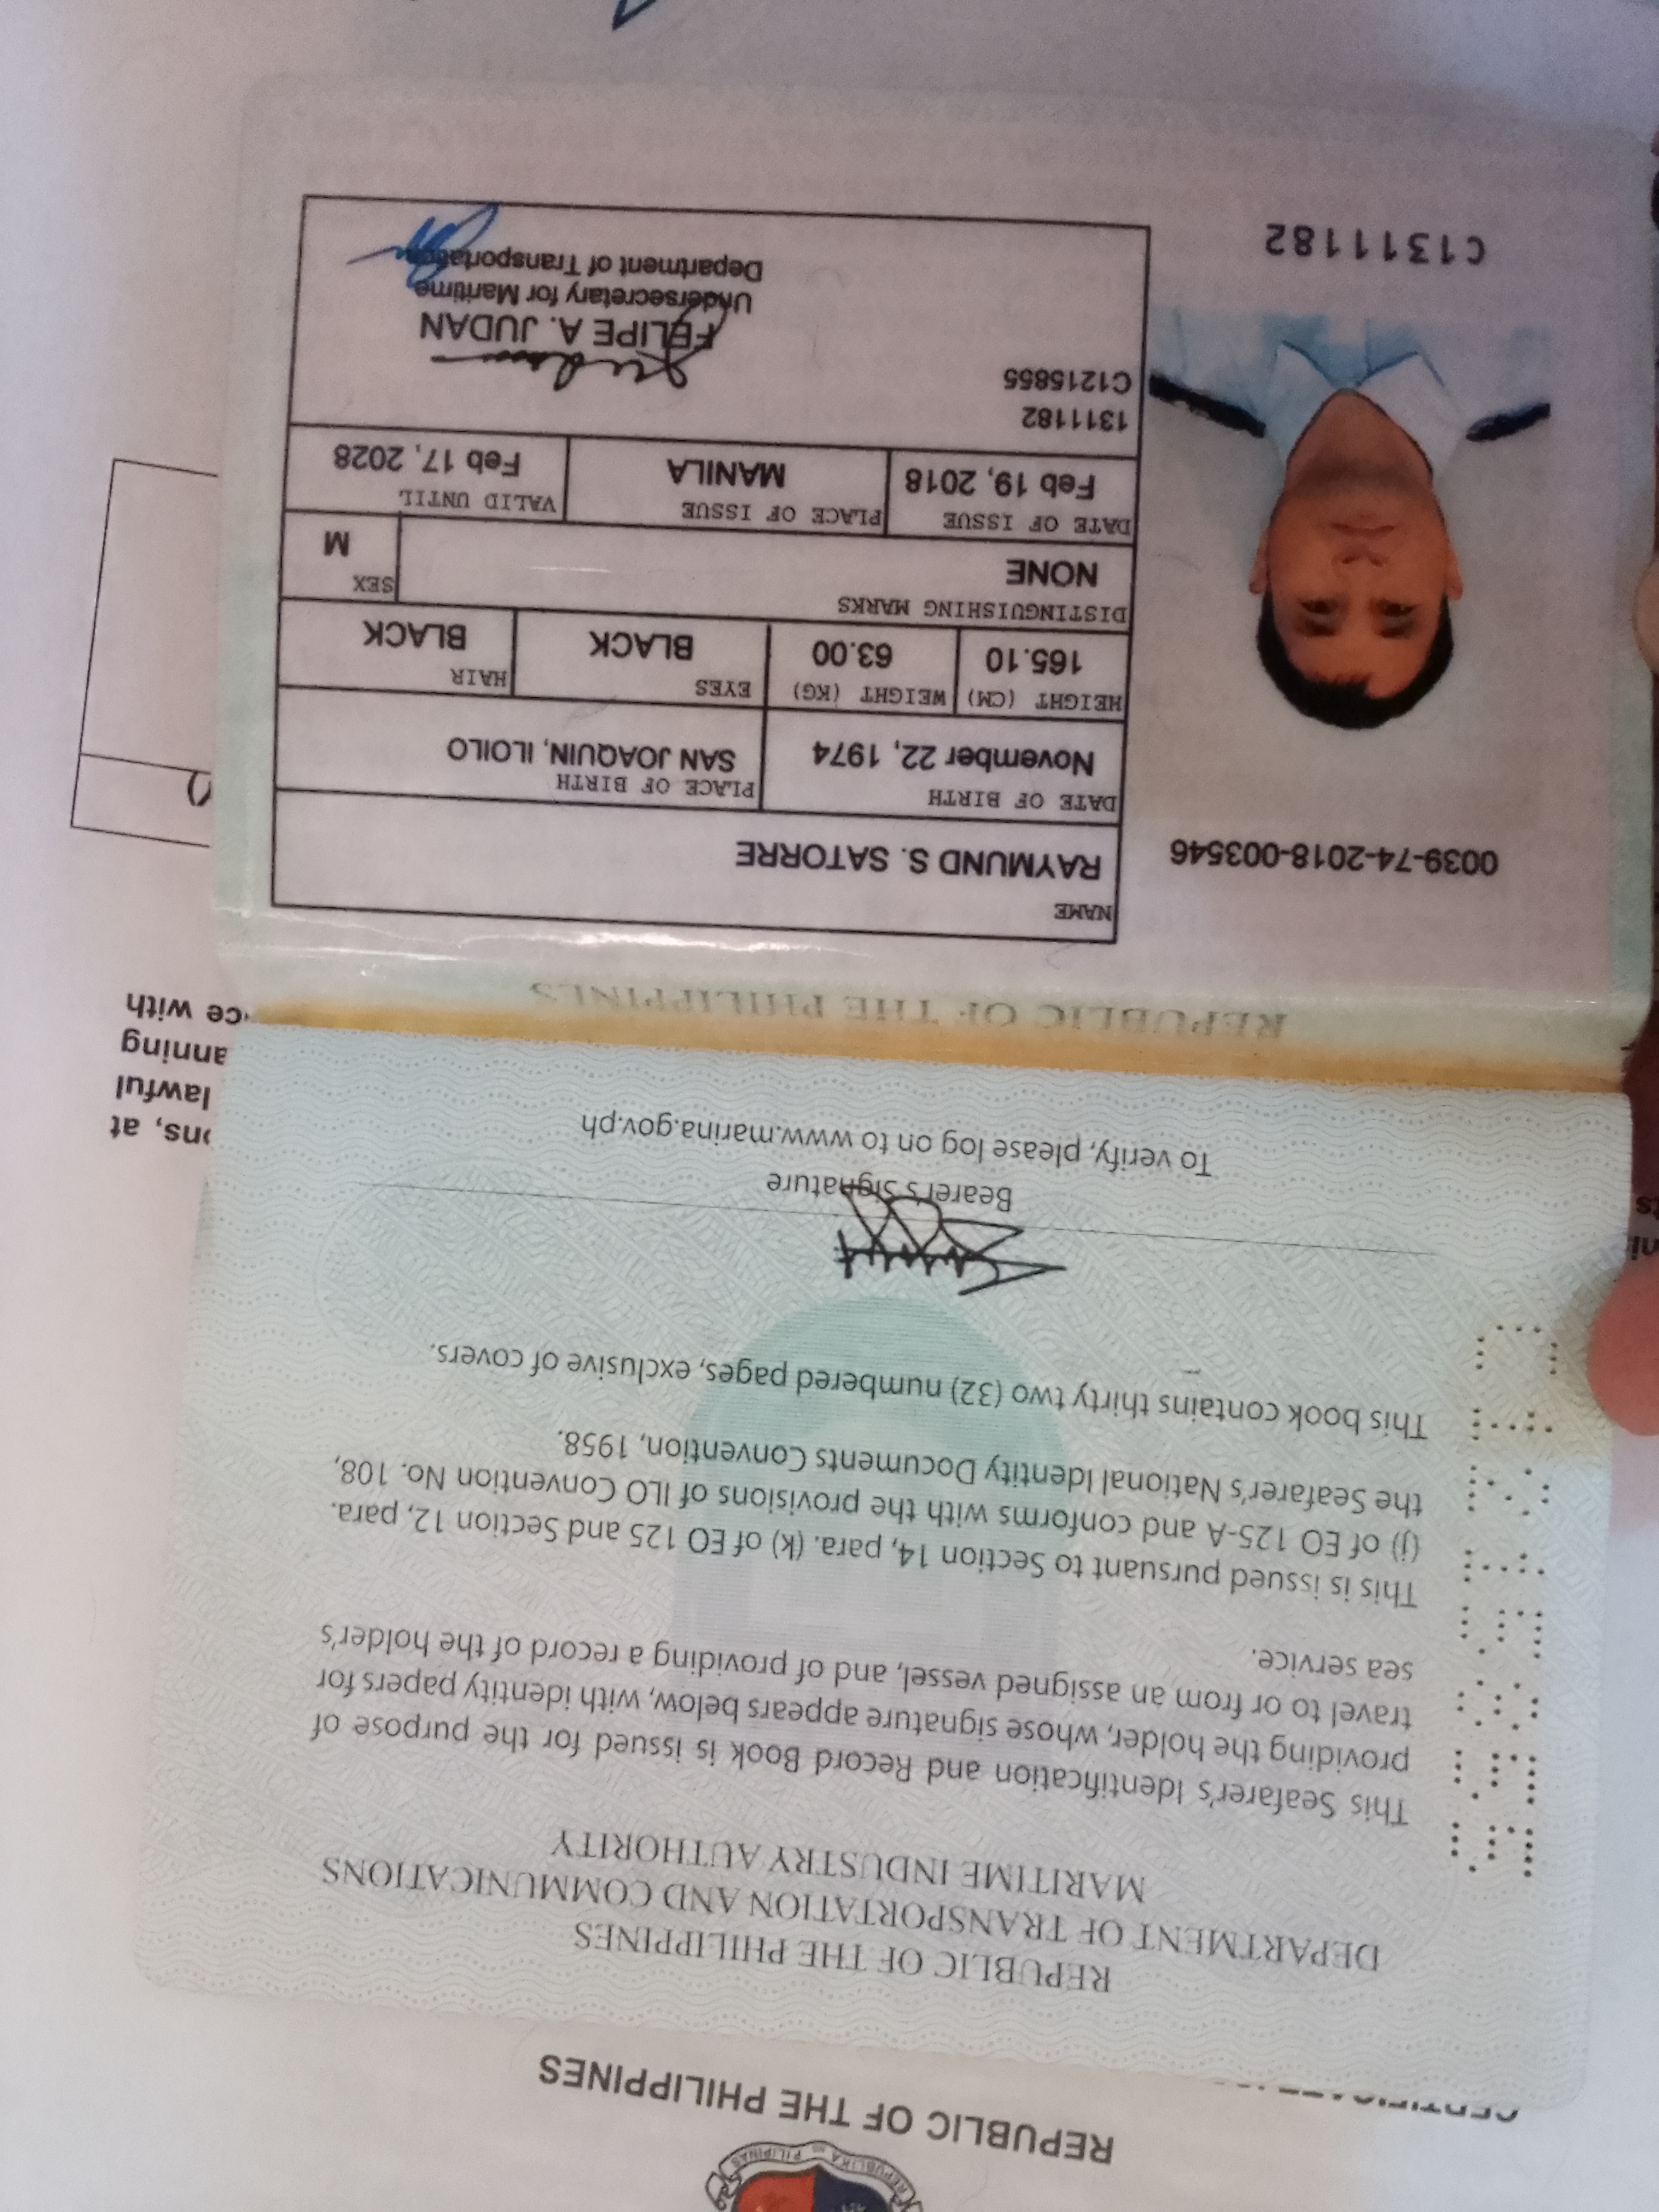 REPUBLIKA NG PILIPINAS
REPUBLIC OF THE PHILIPPINES
REPUBLIC OF THE PHILIPPINES
DEPARTMENT OF TRANSPORTATION AND COMMUNICATIONS
MARITIME INDUSTRY AUTHORITY
This Seafarer's Identification and Record Book is issued for the purpose of
providing the holder, whose signature appears below, with identity papers for
travel to or from an assigned vessel, and of providing a record of the holder's
sea service.
This is issued pursuant to Section 14, para. (k) of EO 125 and Section 12, para.
(j) of EO 125-A and conforms with the provisions of ILO Convention No. 108,
the Seafarer's National Identity Documents Convention, 1958.
This book contains thirty two (32) numbered pages, exclusive of covers.
Bearer's Signature
To verify, please log on to www.marina.gov.ph
REPUBLIC OF THE PHILIPPINES
0039-74-2018-003546
NAME
RAYMUND S. SATORRE
DATE OF BIRTH PLACE OF BIRTH
November 22, 1974 SAN JOAQUIN, ILOILO
HEIGHT (CM) WEIGHT (KG) EYES HAIR
165.10 63.00 BLACK BLACK
DISTINGUISHING MARKS SEX
NONE M
DATE OF ISSUE PLACE OF ISSUE VALID UNTIL
Feb 19, 2018 MANILA Feb 17, 2028
1311182
C1215855
FELIPE A. JUDAN
Undersecretary for Maritime
Department of Transportation
C1311182
ons, at
lawful
anning
ce with